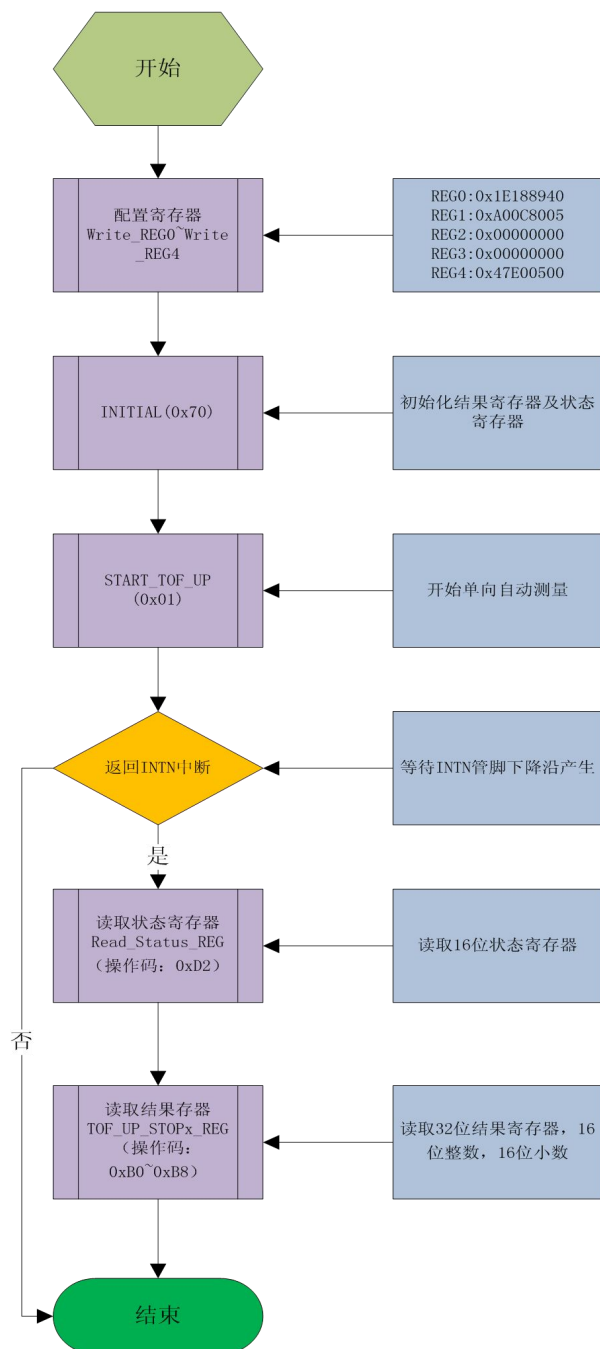 开始
配置寄存器
Write_REG0~Write
_REG4
REG0:0x1E188940
REG1:0xA00C8005
REG2:0x00000000
REG3:0x00000000
REG4:0x47E00500
INITIAL(0x70)
初始化结果寄存器及状态
寄存器
START_TOF_UP
(0x01)
开始单向自动测量
返回INTN中断
等待INTN管脚下降沿产生
是
读取状态寄存器
Read_Status_REG
（操作码：0xD2）
读取16位状态寄存器
否
读取结果存器
TOF_UP_STOPx_REG
（操作码：
0xB0~0xB8）
读取32位结果寄存器，16
位整数，16位小数
结束